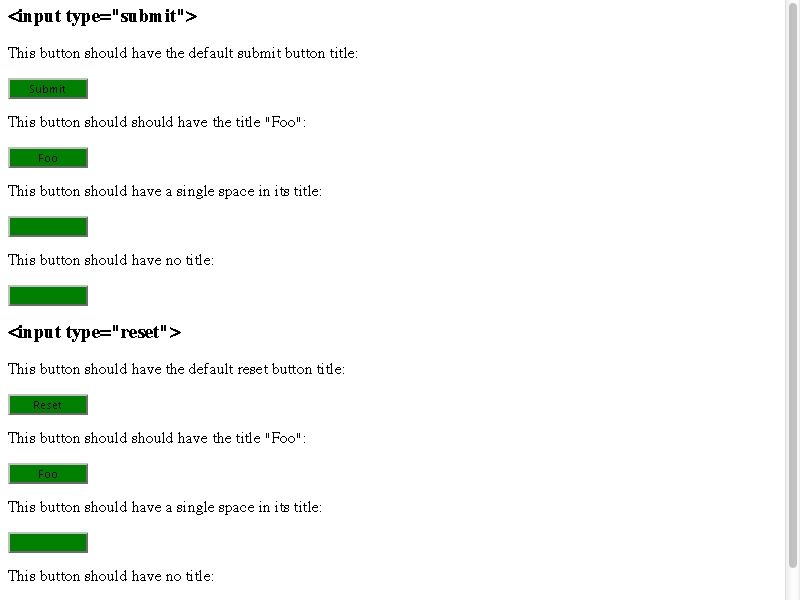 <input type="submit">
This button should have the default submit button title:
Submit
This button should should have the title "Foo":
Foo
This button should have a single space in its title:
This button should have no title:
<input type="reset">
This button should have the default reset button title:
Reset
This button should should have the title "Foo":
Foo
This button should have a single space in its title:
This button should have no title: